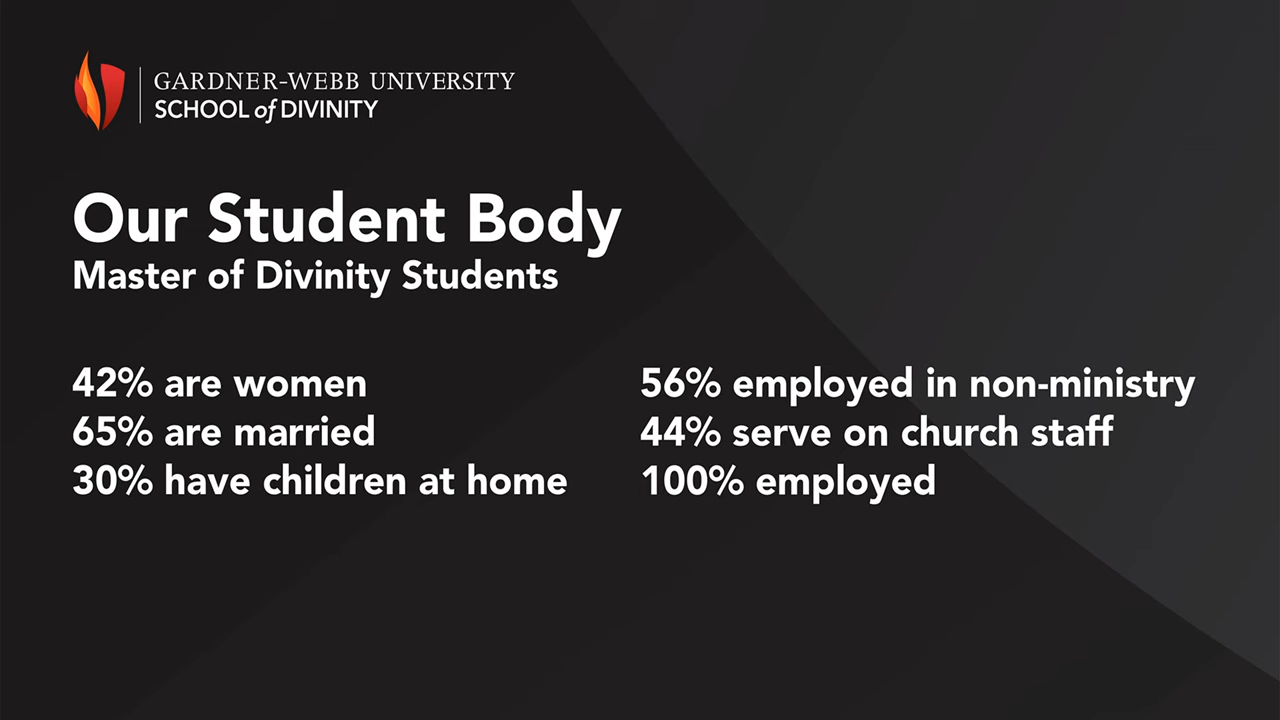 GARDNER-WEBB UNIVERSITY
SCHOOL of DIVINITY
Our Student Body
Master of Divinity Students
42% are women
65% are married
30% have children at home
56% employed in non-ministry
44% serve on church staff
100% employed